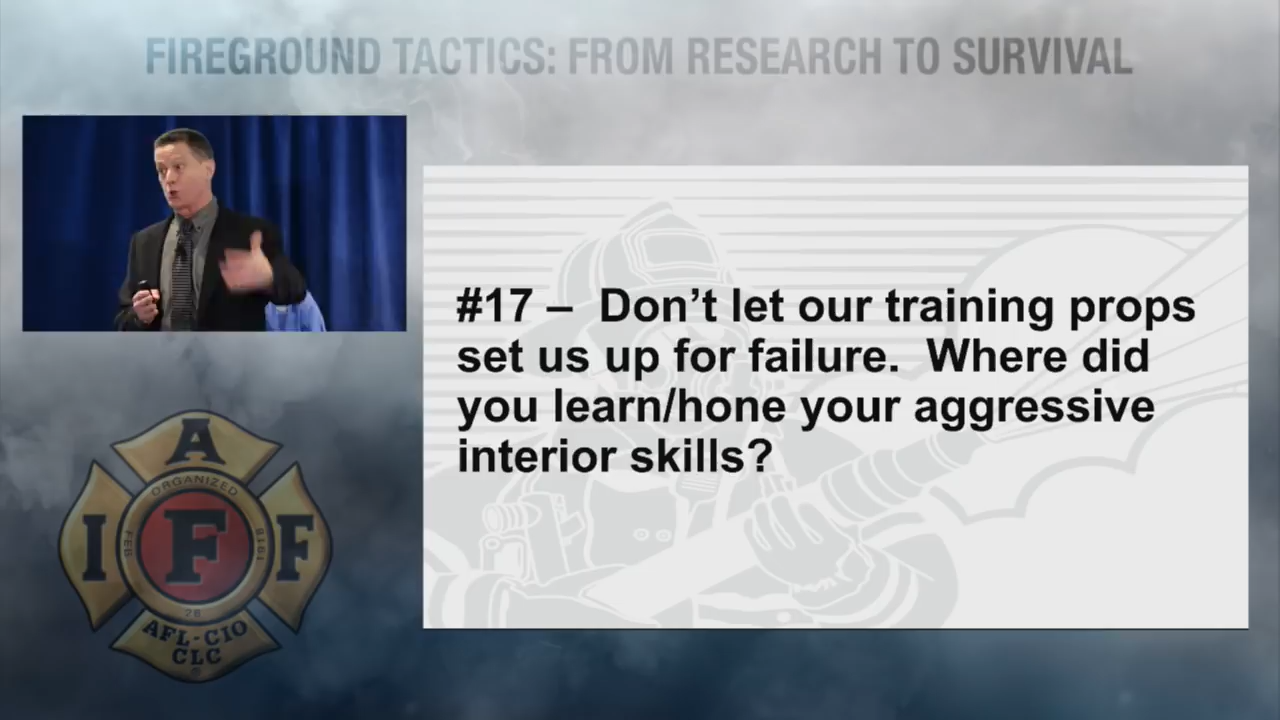 FIREGROUND TACTICS: FROM RESEARCH TO SURVIVAL
#17 – Don’t let our training props
set us up for failure. Where did
you learn/hone your aggressive
interior skills?
A
ORGANIZED
I F F
FEB 1918
28
AFL-CIO
CLC